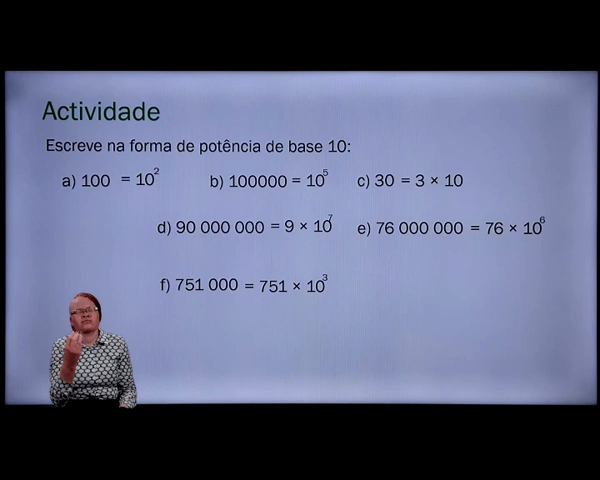 Actividade
Escreve na forma de potência de base 10:
a) 100 = 10² b) 100000 = 10⁵ c) 30 = 3 × 10
d) 90 000 000 = 9 × 10⁷ e) 76 000 000 = 76 × 10⁶
f) 751 000 = 751 × 10³